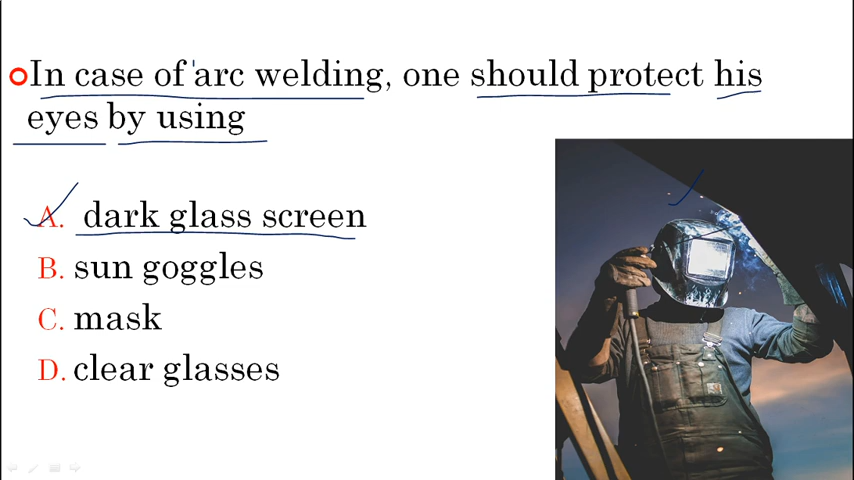 In case of arc welding, one should protect his
eyes by using
A. dark glass screen
B. sun goggles
C. mask
D. clear glasses